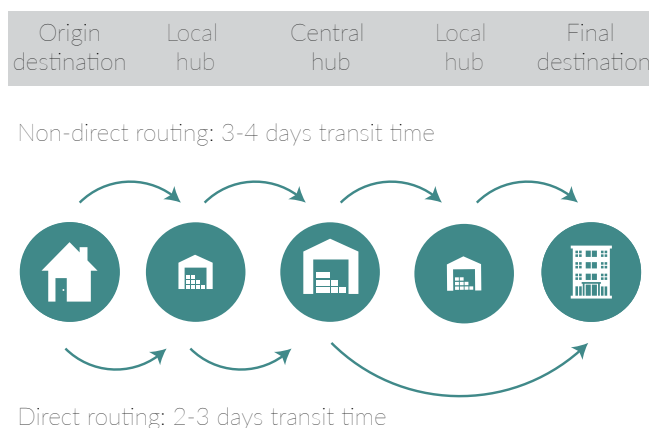 Origin destination
Local hub
Central hub
Local hub
Final destination
Non-direct routing: 3-4 days transit time
Direct routing: 2-3 days transit time